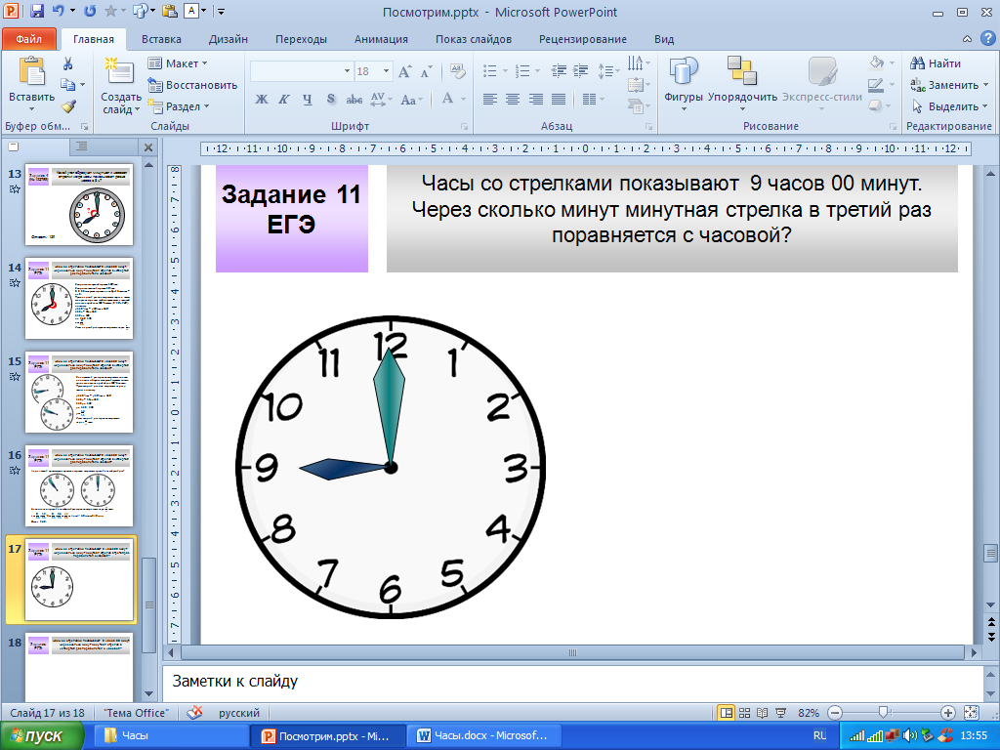 Посмотрим.pptx - Microsoft PowerPoint
Файл Главная Вставка Дизайн Переходы Анимация Показ слайдов Рецензирование Вид
Вставить
Буфер обм...
Создать слайд
Макет
Восстановить
Раздел
Слайды
18
Ж К Ч S abc AV Aa А
Шрифт
Абзац
Фигуры Упорядочить Экспресс-стили
Рисование
Найти
Заменить
Выделить
Редактирование
13
14
15
16
17
18
Задание 11
ЕГЭ
Часы со стрелками показывают 9 часов 00 минут.
Через сколько минут минутная стрелка в третий раз
поравняется с часовой?
12
11 1
10 2
9 3
8 4
7 5
6
Заметки к слайду
Слайд 17 из 18 "Тема Office" русский 82%
пуск Часы Посмотрим.pptx - Mi... Часы.docx - Microsof... RU 13:55